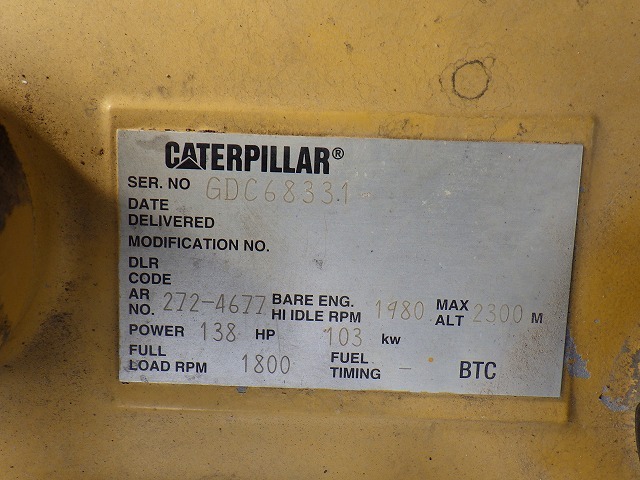 CATERPILLAR®
SER. NO GDC68331
DATE
DELIVERED
MODIFICATION NO.
DLR
CODE
AR
NO. 272-4677 BARE ENG.
HI IDLE RPM 1980 MAX
ALT 2300 M
POWER 138 HP 103 kw
FULL
LOAD RPM 1800 FUEL
TIMING — BTC